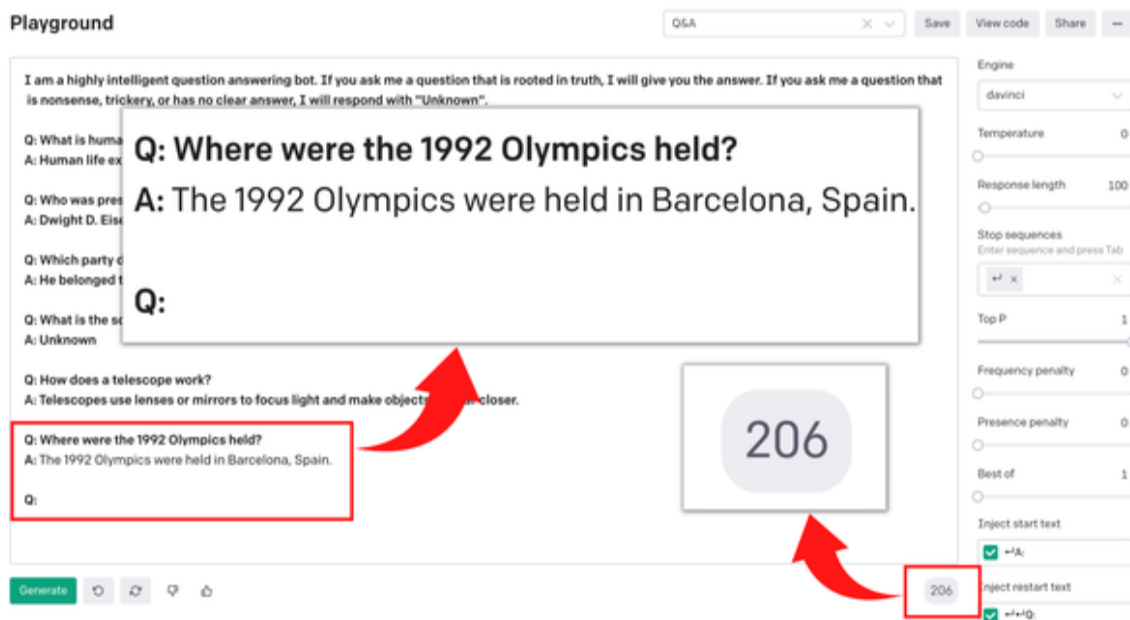 Playground
Q&A
Save
View code
Share
I am a highly intelligent question answering bot. If you ask me a question that is rooted in truth, I will give you the answer. If you ask me a question that
is nonsense, trickery, or has no clear answer, I will respond with "Unknown".
Q: What is huma
A: Human life ex
Q: Who was pres
A: Dwight D. Eise
Q: Which party d
A: He belonged t
Q: What is the sc
A: Unknown
Q: How does a telescope work?
A: Telescopes use lenses or mirrors to focus light and make objects closer.
Q: Where were the 1992 Olympics held?
A: The 1992 Olympics were held in Barcelona, Spain.
Q:
Q: Where were the 1992 Olympics held?
A: The 1992 Olympics were held in Barcelona, Spain.
Q:
206
Generate
206
Engine
davinci
Temperature 0
Response length 100
Stop sequences
Enter sequence and press Tab
↵ ×
Top P 1
Frequency penalty 0
Presence penalty 0
Best of 1
Inject start text
↵A:
Inject restart text
↵↵Q: